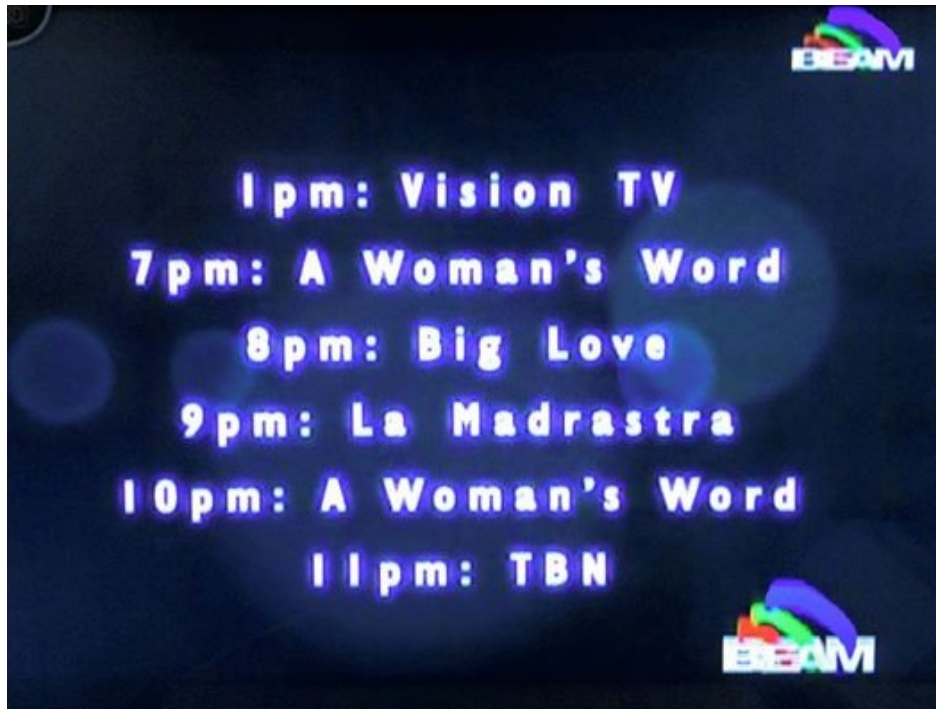 BEAM
1pm: Vision TV
7pm: A Woman's Word
8pm: Big Love
9pm: La Madrastra
10pm: A Woman's Word
11pm: TBN
BEAM